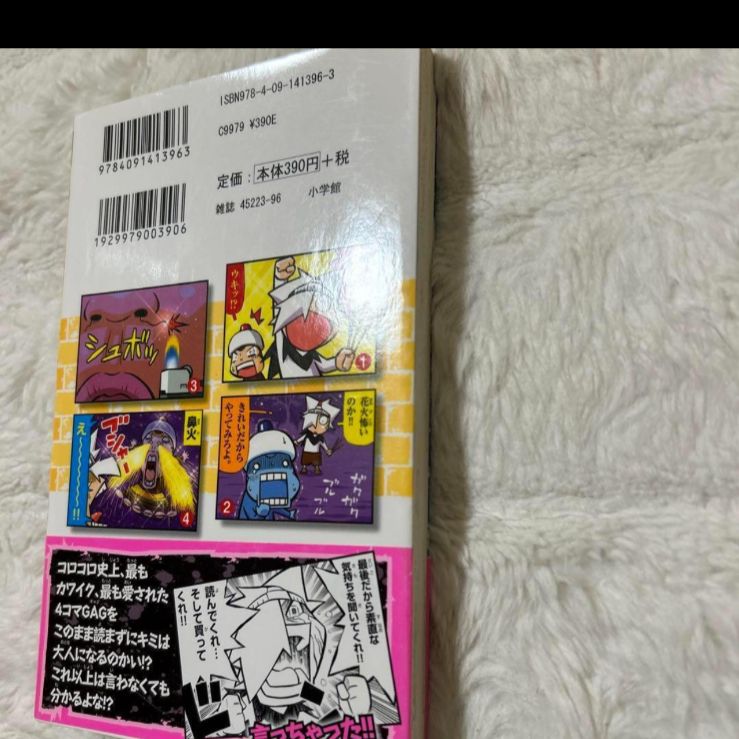 ISBN978-4-09-141396-3
C9979 ¥390E
9784091413963
定価：本体390円＋税
雑誌 45223-96
小学館
1929979003906
ウキッ!?
1
花火怖い
のか!!
きれいだから
やってみろよ。
ガクガク
ブルブル
2
シュボッ
3
鼻火
ブシャー
え〜〜〜〜〜〜〜!!
4
コロコロ史上、最も
カワイク、最も愛された
4コマGAGを
このまま読まずにキミは
大人になるのかい!?
これ以上は言わなくても
分かるよな!?
最後だから素直な
気持ちを聞いてくれ!!
読んでくれ…
そして買って
くれ!!
言っちゃった!!